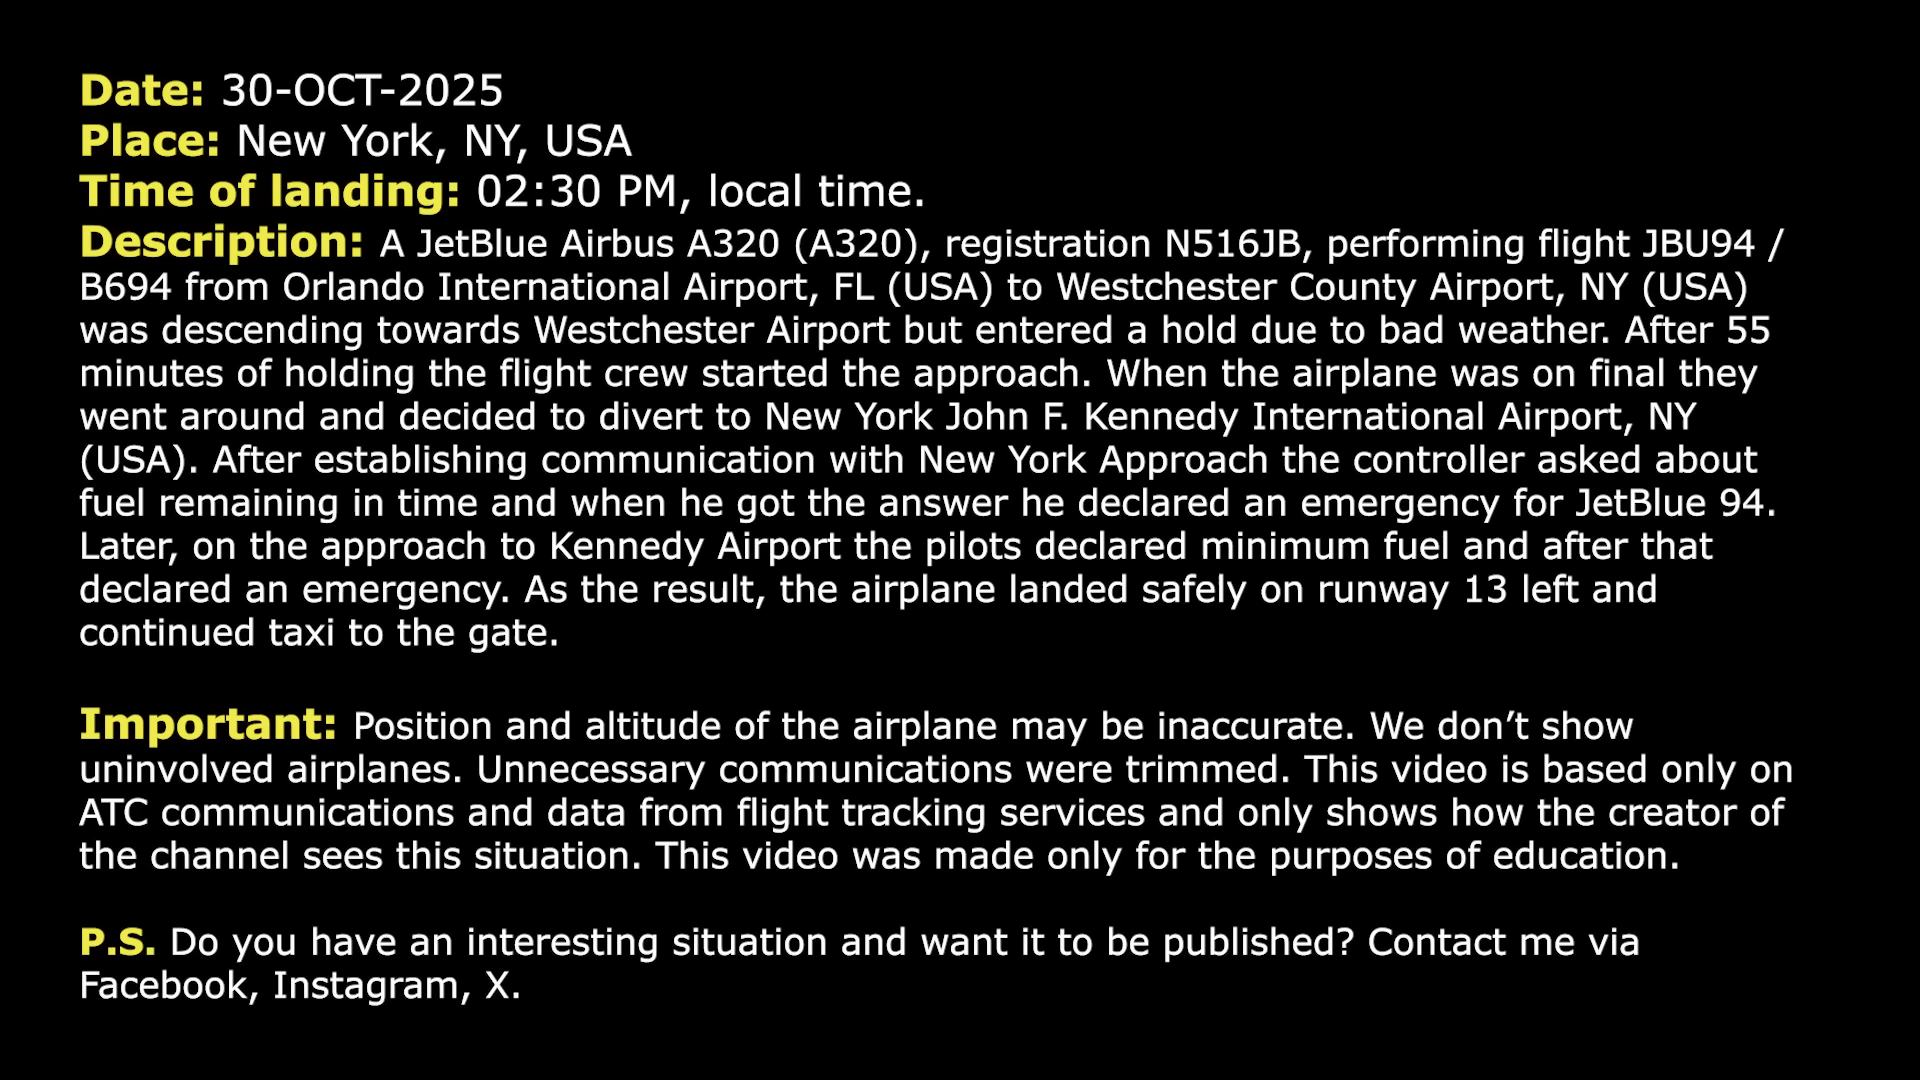 Date: 30-OCT-2025
Place: New York, NY, USA
Time of landing: 02:30 PM, local time.
Description: A JetBlue Airbus A320 (A320), registration N516JB, performing flight JBU94 /
B694 from Orlando International Airport, FL (USA) to Westchester County Airport, NY (USA)
was descending towards Westchester Airport but entered a hold due to bad weather. After 55
minutes of holding the flight crew started the approach. When the airplane was on final they
went around and decided to divert to New York John F. Kennedy International Airport, NY
(USA). After establishing communication with New York Approach the controller asked about
fuel remaining in time and when he got the answer he declared an emergency for JetBlue 94.
Later, on the approach to Kennedy Airport the pilots declared minimum fuel and after that
declared an emergency. As the result, the airplane landed safely on runway 13 left and
continued taxi to the gate.
Important: Position and altitude of the airplane may be inaccurate. We don’t show
uninvolved airplanes. Unnecessary communications were trimmed. This video is based only on
ATC communications and data from flight tracking services and only shows how the creator of
the channel sees this situation. This video was made only for the purposes of education.
P.S. Do you have an interesting situation and want it to be published? Contact me via
Facebook, Instagram, X.